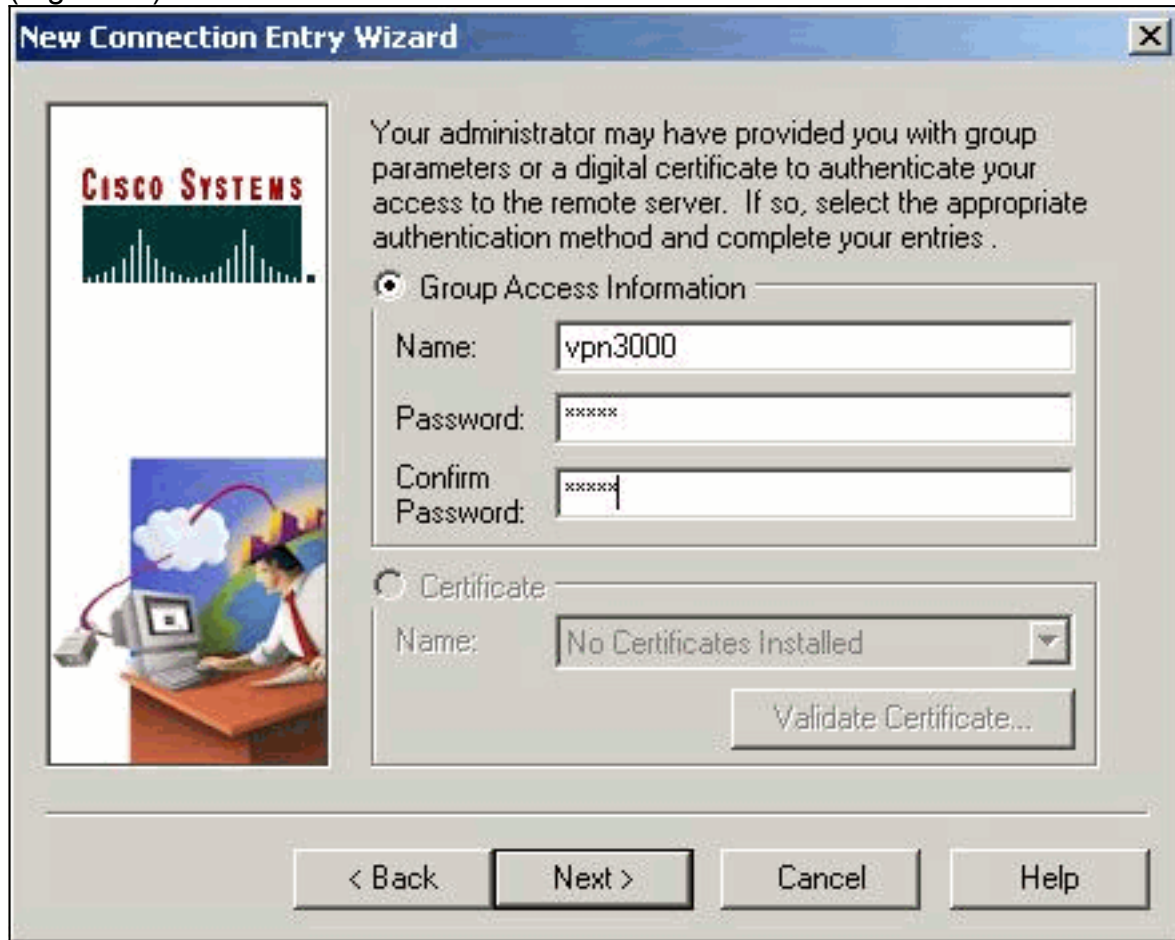 New Connection Entry Wizard
CISCO SYSTEMS
Your administrator may have provided you with group
parameters or a digital certificate to authenticate your
access to the remote server. If so, select the appropriate
authentication method and complete your entries .
Group Access Information
Name: vpn3000
Password: *****
Confirm
Password: *****
Certificate
Name: No Certificates Installed
Validate Certificate...
< Back Next > Cancel Help